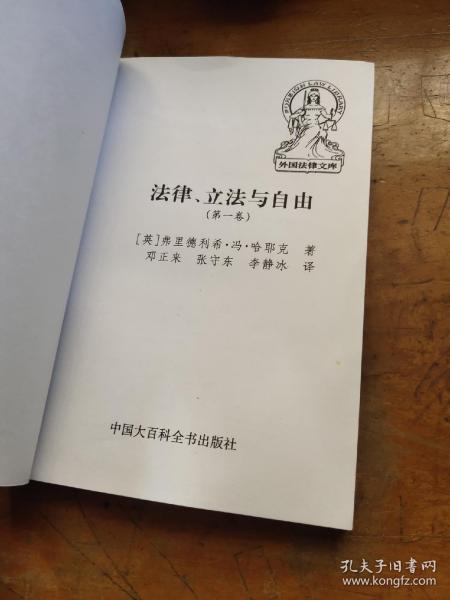 FOREIGN LAW LIBRARY
外国法律文库
法律、立法与自由
(第一卷)
[英]弗里德利希·冯·哈耶克 著
邓正来 张守东 李静冰 译
中国大百科全书出版社
孔夫子旧书网
www.kongfz.com